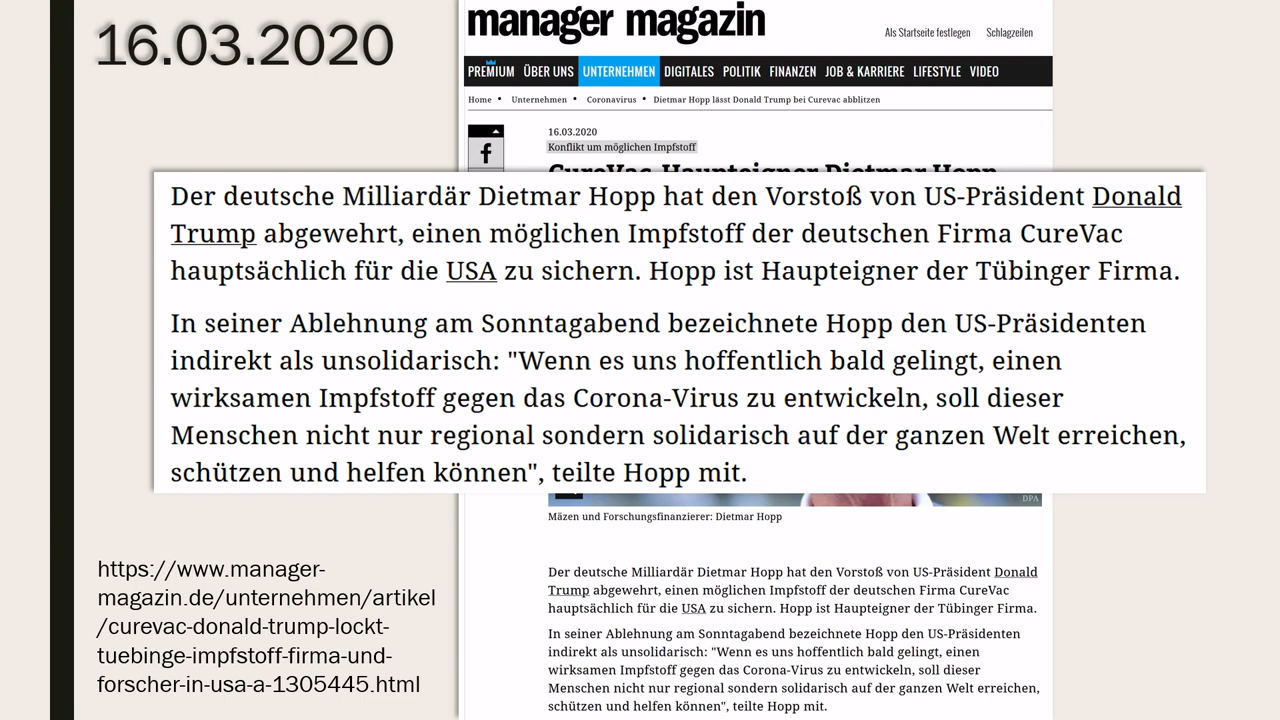 16.03.2020
manager magazin
Als Startseite festlegen Schlagzeilen
PREMIUM ÜBER UNS UNTERNEHMEN DIGITALES POLITIK FINANZEN JOB & KARRIERE LIFESTYLE VIDEO
Home • Unternehmen • Coronavirus • Dietmar Hopp lässt Donald Trump bei Curevac abblitzen
16.03.2020
Konflikt um möglichen Impfstoff
CureVac-Haupteigner Dietmar Hopp
Der deutsche Milliardär Dietmar Hopp hat den Vorstoß von US-Präsident Donald
Trump abgewehrt, einen möglichen Impfstoff der deutschen Firma CureVac
hauptsächlich für die USA zu sichern. Hopp ist Haupteigner der Tübinger Firma.
In seiner Ablehnung am Sonntagabend bezeichnete Hopp den US-Präsidenten
indirekt als unsolidarisch: "Wenn es uns hoffentlich bald gelingt, einen
wirksamen Impfstoff gegen das Corona-Virus zu entwickeln, soll dieser
Menschen nicht nur regional sondern solidarisch auf der ganzen Welt erreichen,
schützen und helfen können", teilte Hopp mit.
DPA
Mäzen und Forschungsfinanzierer: Dietmar Hopp
Der deutsche Milliardär Dietmar Hopp hat den Vorstoß von US-Präsident Donald
Trump abgewehrt, einen möglichen Impfstoff der deutschen Firma CureVac
hauptsächlich für die USA zu sichern. Hopp ist Haupteigner der Tübinger Firma.
In seiner Ablehnung am Sonntagabend bezeichnete Hopp den US-Präsidenten
indirekt als unsolidarisch: "Wenn es uns hoffentlich bald gelingt, einen
wirksamen Impfstoff gegen das Corona-Virus zu entwickeln, soll dieser
Menschen nicht nur regional sondern solidarisch auf der ganzen Welt erreichen,
schützen und helfen können", teilte Hopp mit.
https://www.manager-
magazin.de/unternehmen/artikel
/curevac-donald-trump-lockt-
tuebinge-impfstoff-firma-und-
forscher-in-usa-a-1305445.html